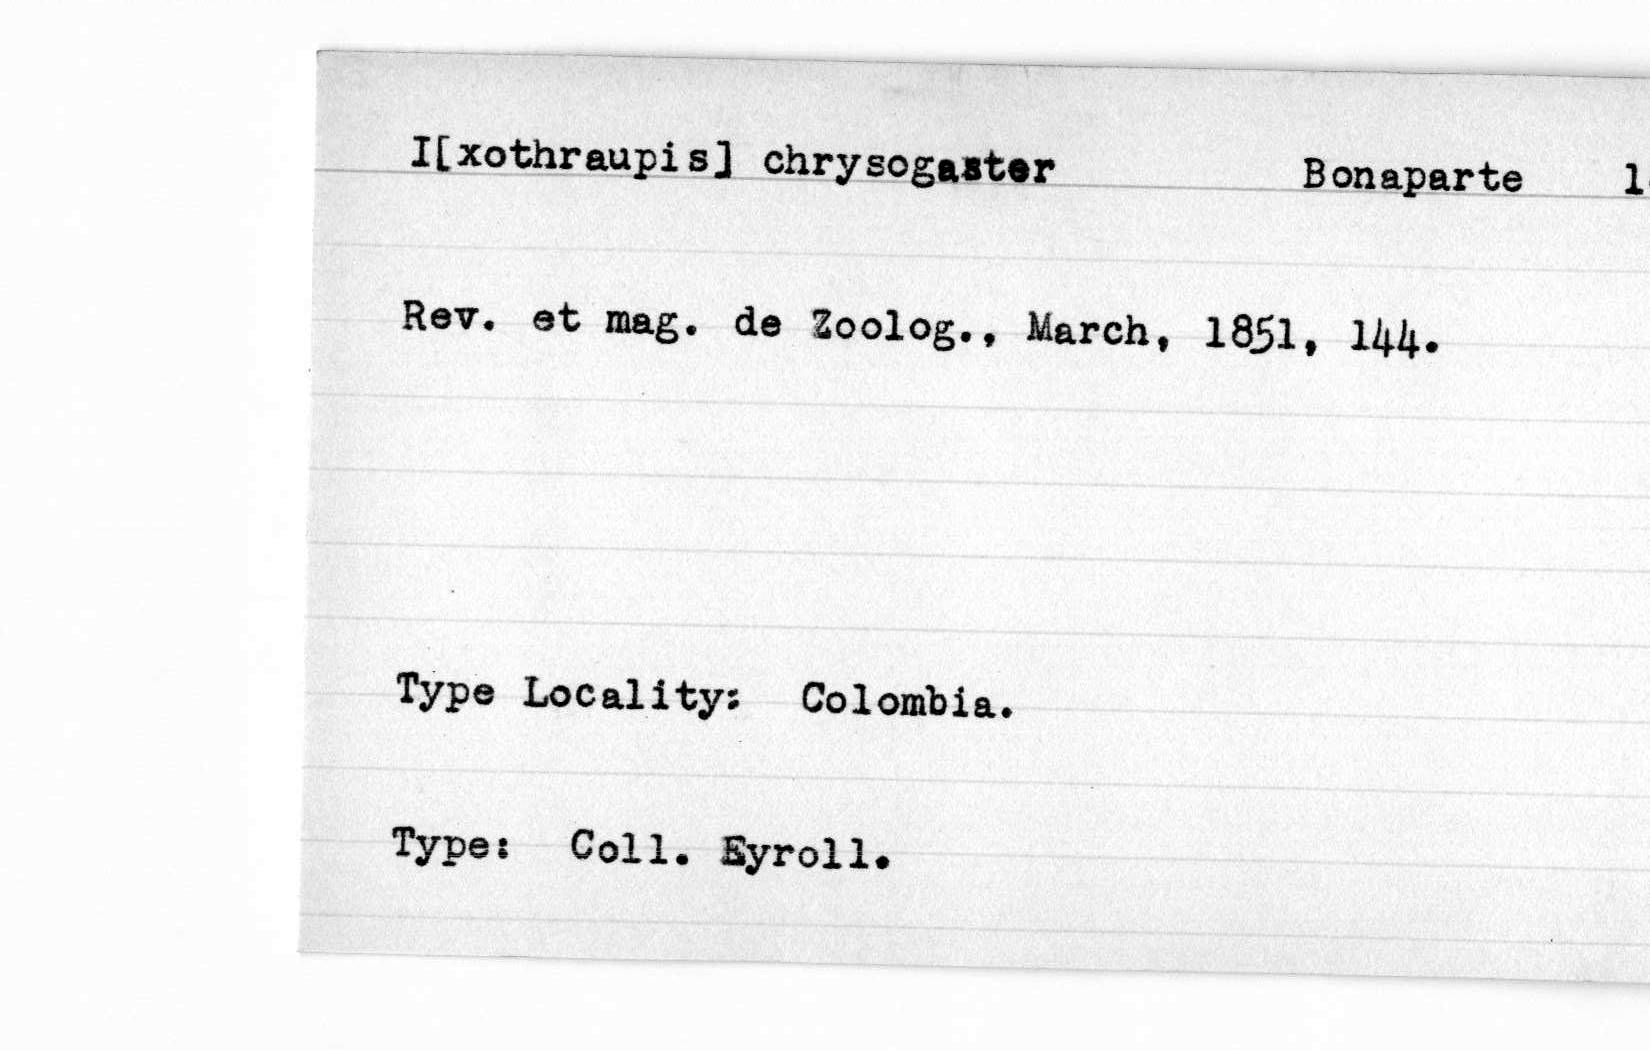 I[xothraupis] chrysogaster Bonaparte
Rev. et mag. de Zoolog., March, 1851, 144.
Type Locality: Colombia.
Type: Coll. Eyroll.